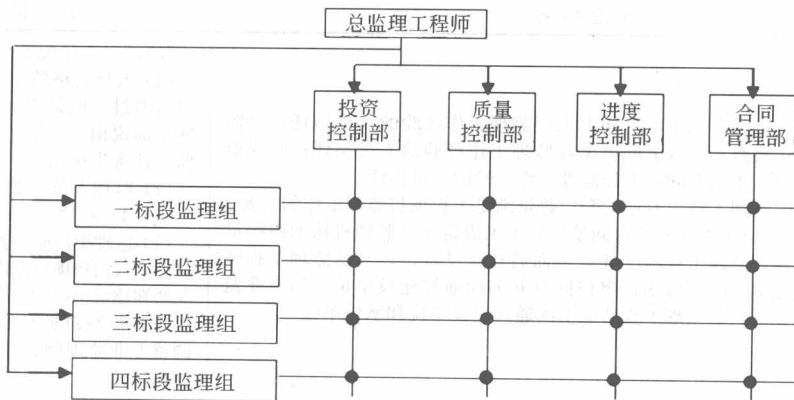 总监理工程师
投资
控制部
质量
控制部
进度
控制部
合同
管理部
一标段监理组
二标段监理组
三标段监理组
四标段监理组